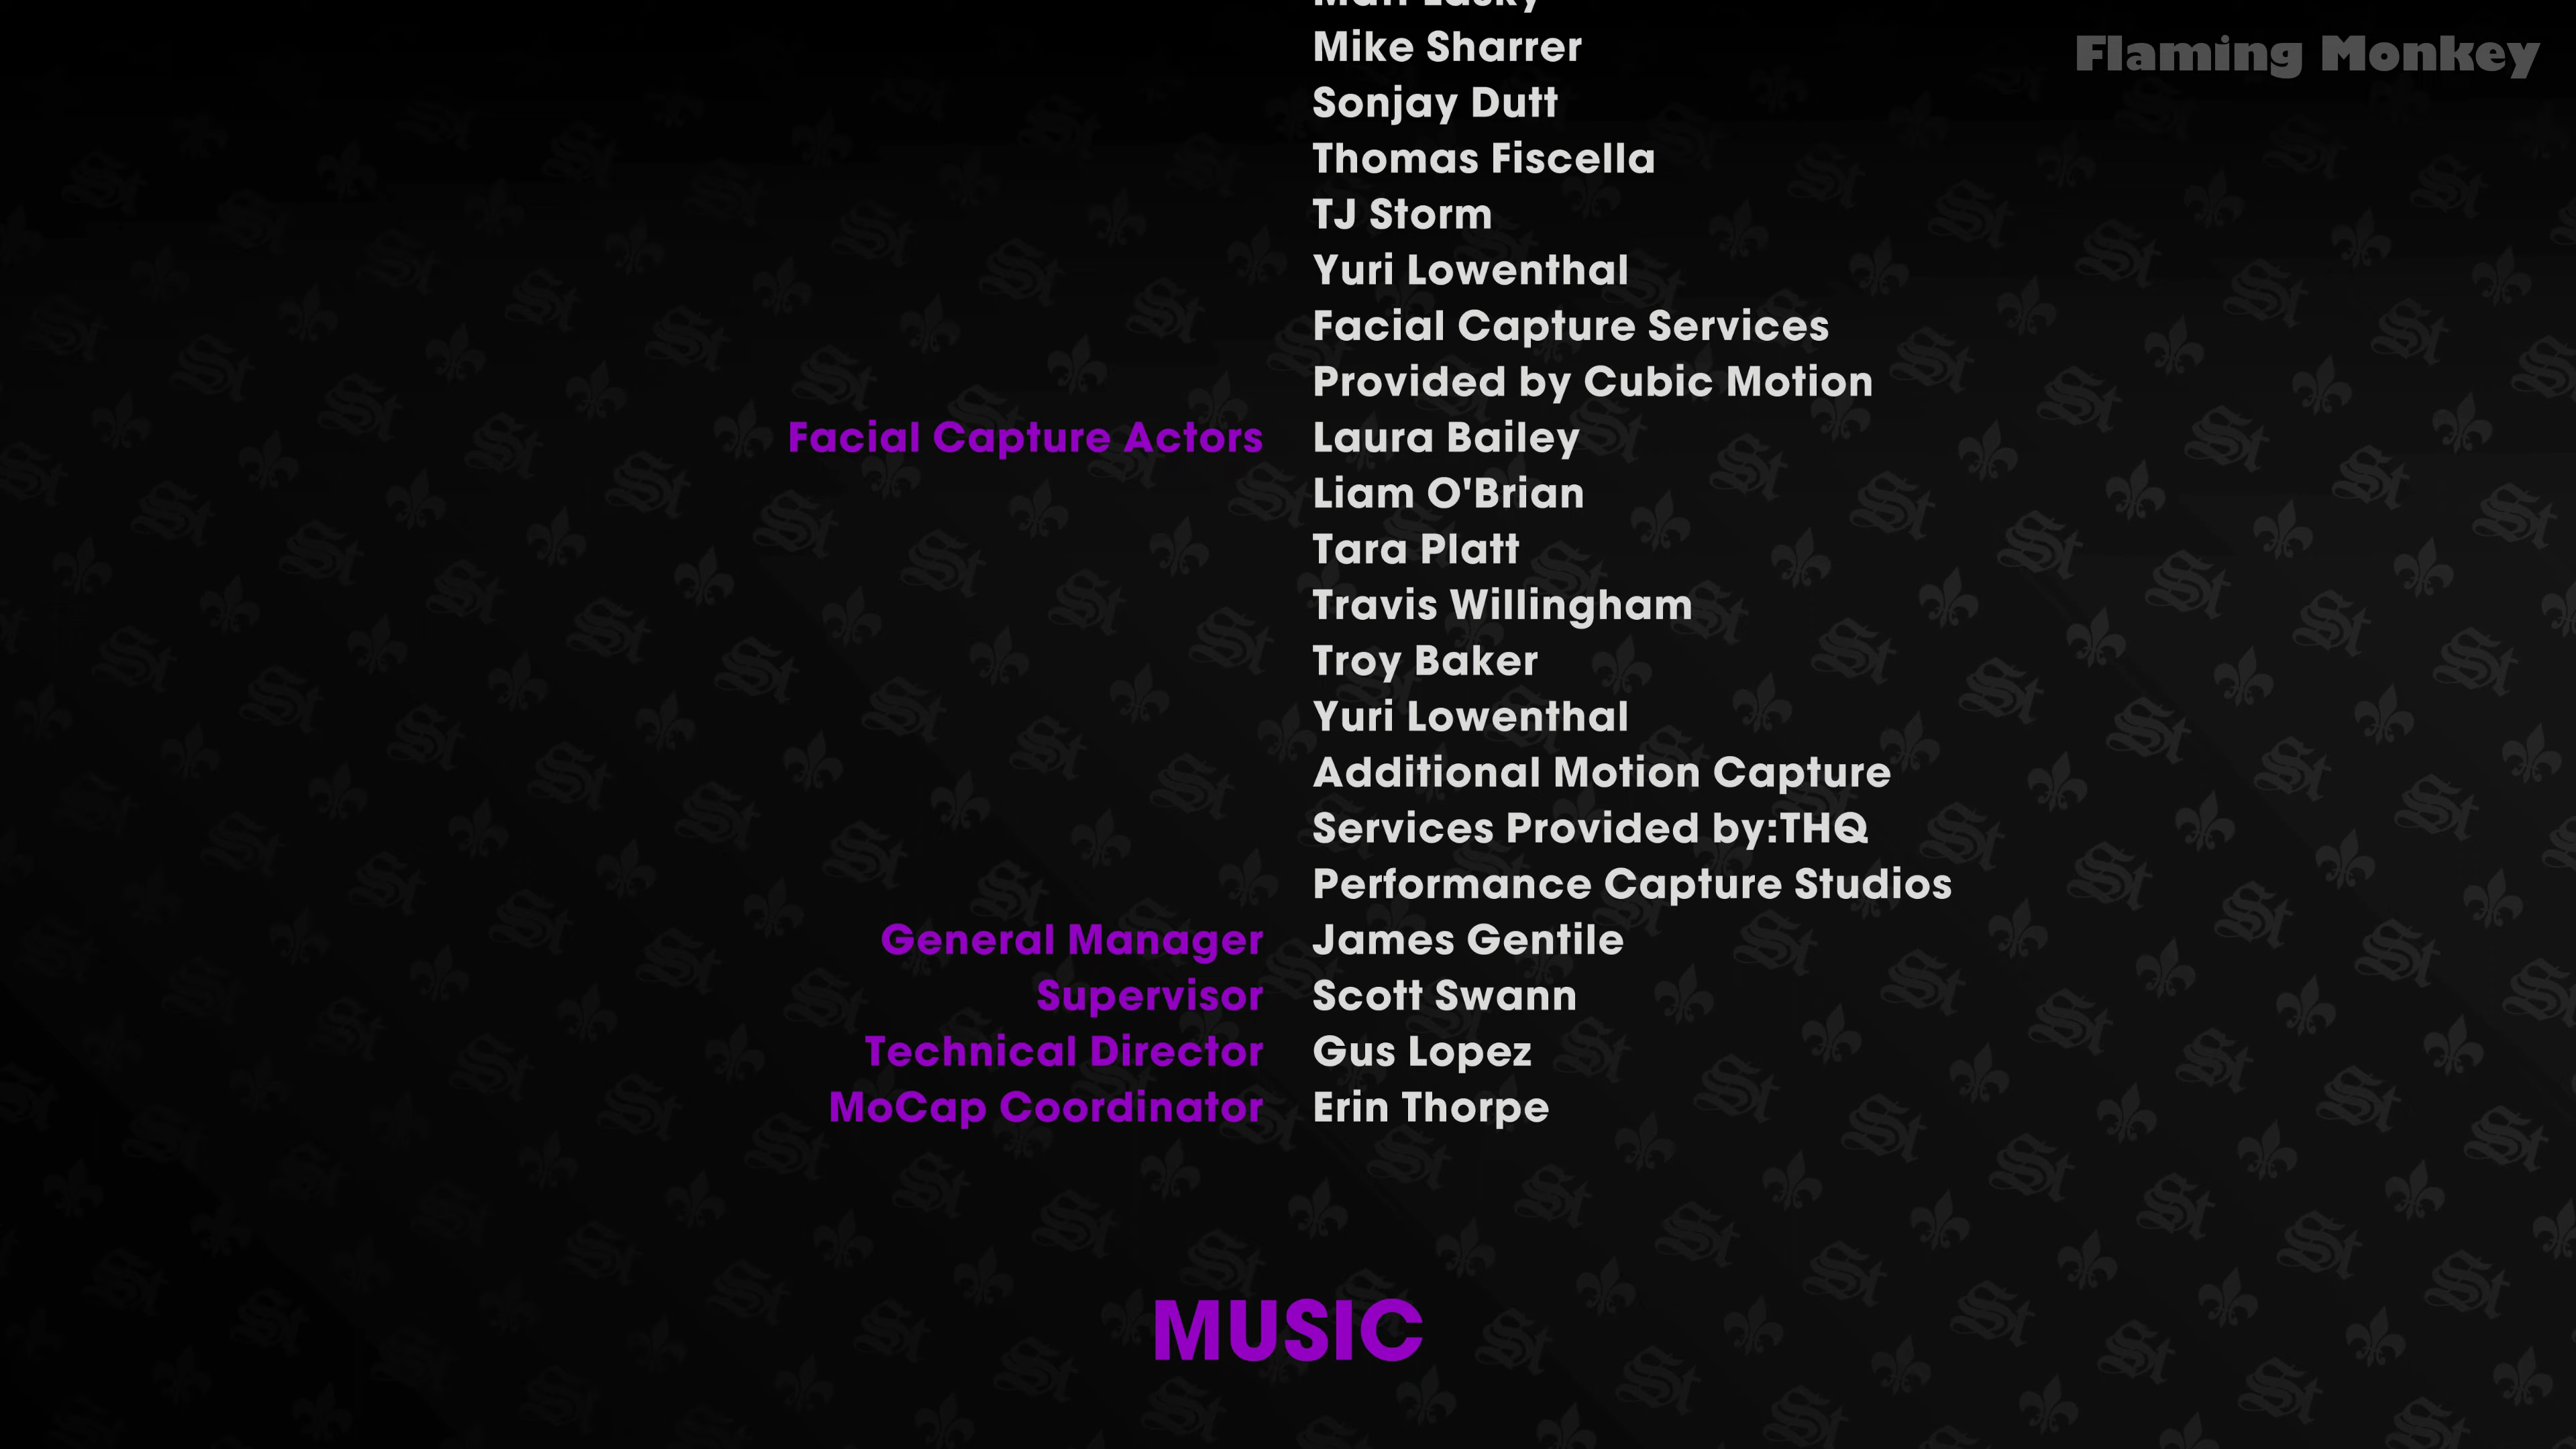 Mike Sharrer
Flaming Monkey
Sonjay Dutt
Thomas Fiscella
TJ Storm
Yuri Lowenthal
Facial Capture Services
Provided by Cubic Motion
Facial Capture Actors Laura Bailey
Liam O'Brian
Tara Platt
Travis Willingham
Troy Baker
Yuri Lowenthal
Additional Motion Capture
Services Provided by:THQ
Performance Capture Studios
General Manager James Gentile
Supervisor Scott Swann
Technical Director Gus Lopez
MoCap Coordinator Erin Thorpe
MUSIC